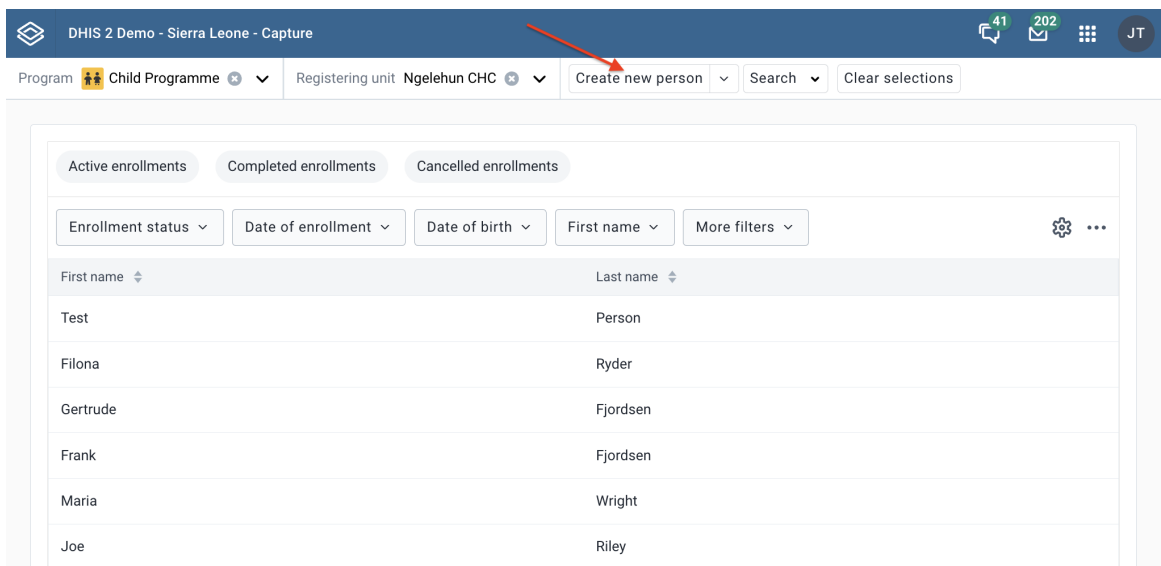 DHIS 2 Demo - Sierra Leone - Capture 41 202 JT
Program Child Programme Registering unit Ngelehun CHC Create new person Search Clear selections
Active enrollments Completed enrollments Cancelled enrollments
Enrollment status Date of enrollment Date of birth First name More filters
First name Last name
Test Person
Filona Ryder
Gertrude Fjordsen
Frank Fjordsen
Maria Wright
Joe Riley